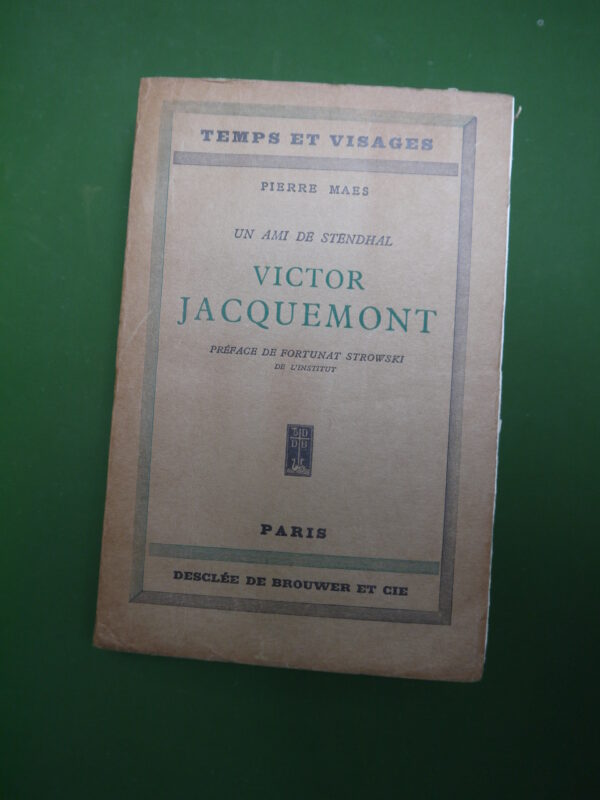 TEMPS ET VISAGES
PIERRE MAES
UN AMI DE STENDHAL
VICTOR
JACQUEMONT
PRÉFACE DE FORTUNAT STROWSKI
DE L'INSTITUT
PARIS
DESCLÉE DE BROUWER ET CIE